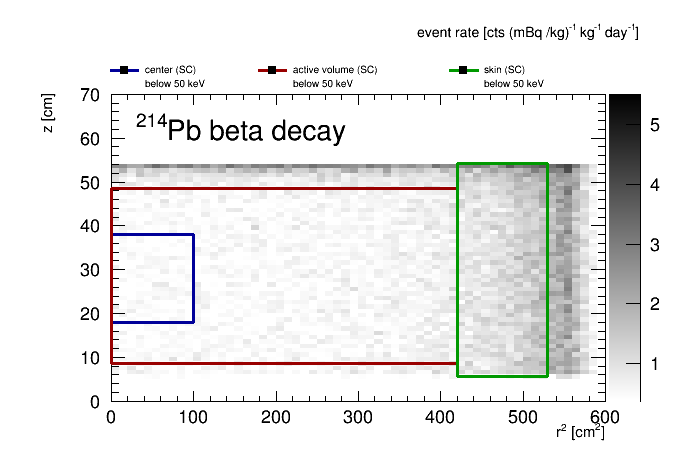 event rate [cts (mBq /kg)⁻¹ kg⁻¹ day⁻¹]
center (SC)
below 50 keV
active volume (SC)
below 50 keV
skin (SC)
below 50 keV
z [cm]
²¹⁴Pb beta decay
70
60
50
40
30
20
10
0
0 100 200 300 400 500 600
r² [cm²]
5
4
3
2
1